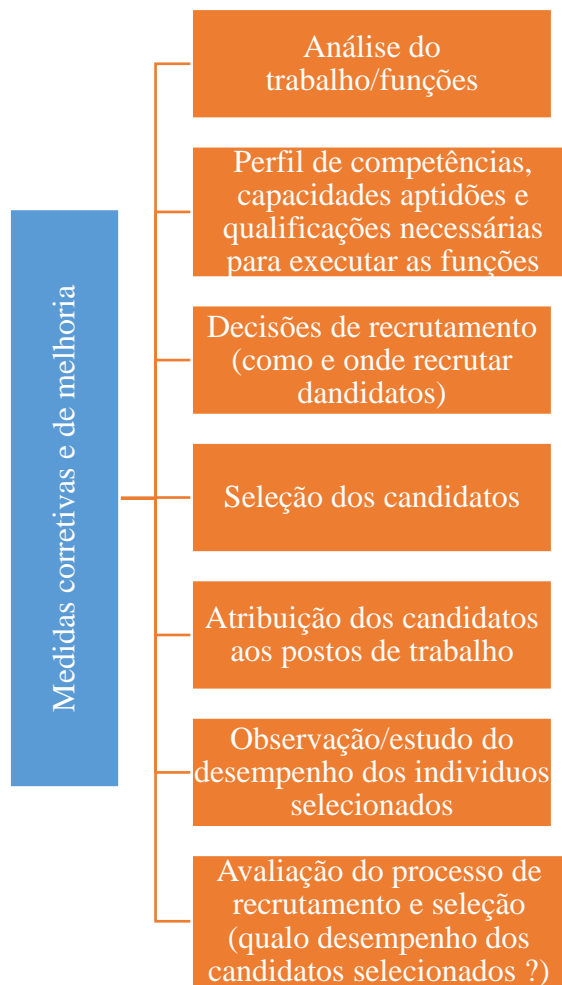 Medidas corretivas e de melhoria
Análise do
trabalho/funções
Perfil de competências,
capacidades aptidões e
qualificações necessárias
para executar as funções
Decisões de recrutamento
(como e onde recrutar
dandidatos)
Seleção dos candidatos
Atribuição dos candidatos
aos postos de trabalho
Observação/estudo do
desempenho dos individuos
selecionados
Avaliação do processo de
recrutamento e seleção
(qualo desempenho dos
candidatos selecionados ?)